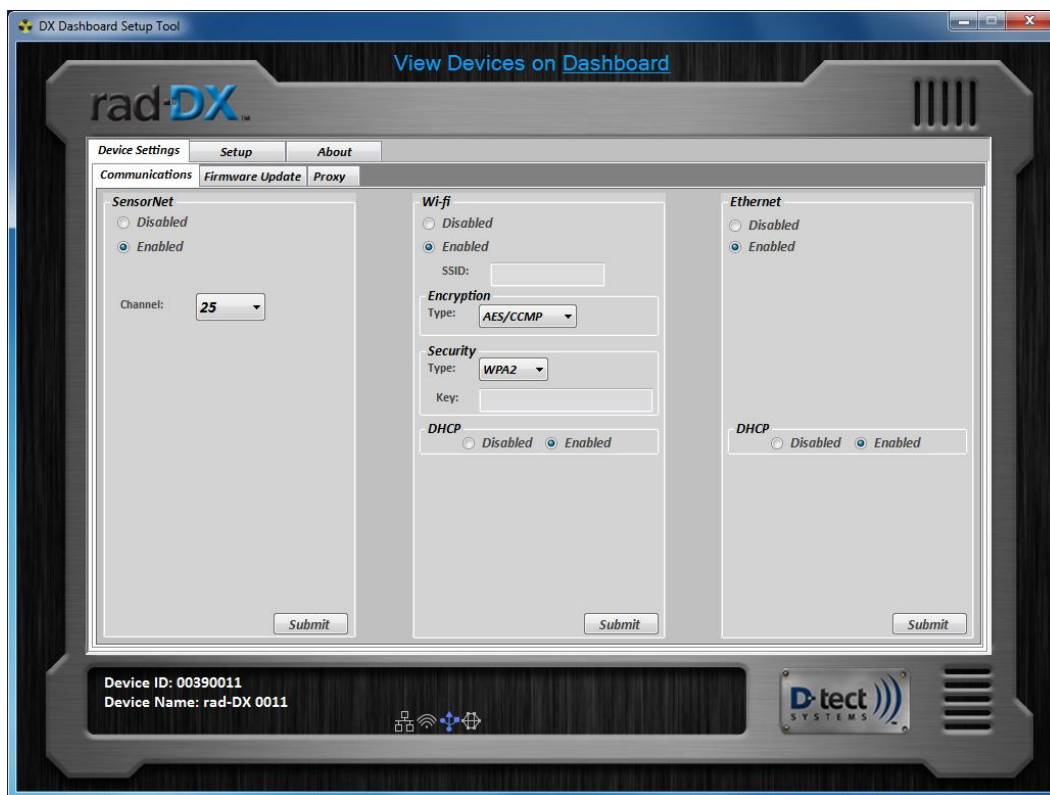 DX Dashboard Setup Tool
View Devices on Dashboard
rad-DX™
Device Settings Setup About
Communications Firmware Update Proxy
SensorNet
Disabled
Enabled
Channel: 25
Submit
Wi-fi
Disabled
Enabled
SSID:
Encryption
Type: AES/CCMP
Security
Type: WPA2
Key:
DHCP
Disabled Enabled
Submit
Ethernet
Disabled
Enabled
DHCP
Disabled Enabled
Submit
Device ID: 00390011
Device Name: rad-DX 0011
D-tect
SYSTEMS